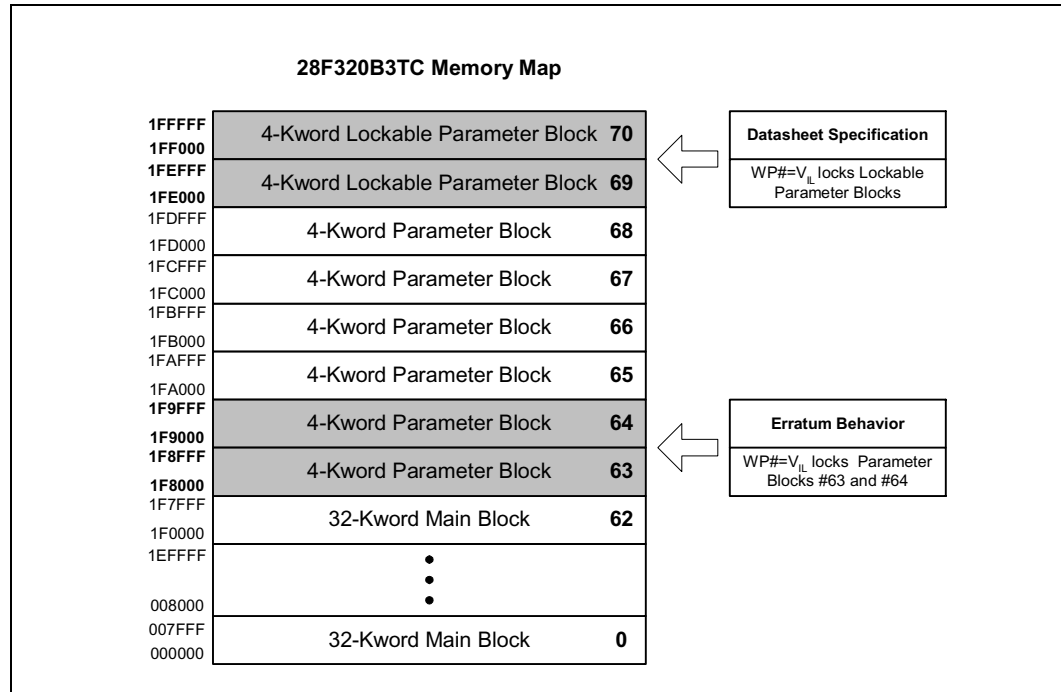 28F320B3TC Memory Map
1FFFFF
4-Kword Lockable Parameter Block 70
1FF000
1FEFFF
4-Kword Lockable Parameter Block 69
1FE000
1FDFFF
4-Kword Parameter Block 68
1FD000
1FCFFF
4-Kword Parameter Block 67
1FC000
1FBFFF
4-Kword Parameter Block 66
1FB000
1FAFFF
4-Kword Parameter Block 65
1FA000
1F9FFF
4-Kword Parameter Block 64
1F9000
1F8FFF
4-Kword Parameter Block 63
1F8000
1F7FFF
32-Kword Main Block 62
1F0000
1EFFFF
008000
007FFF
32-Kword Main Block 0
000000
Datasheet Specification
WP#=VIL locks Lockable
Parameter Blocks
Erratum Behavior
WP#=VIL locks Parameter
Blocks #63 and #64